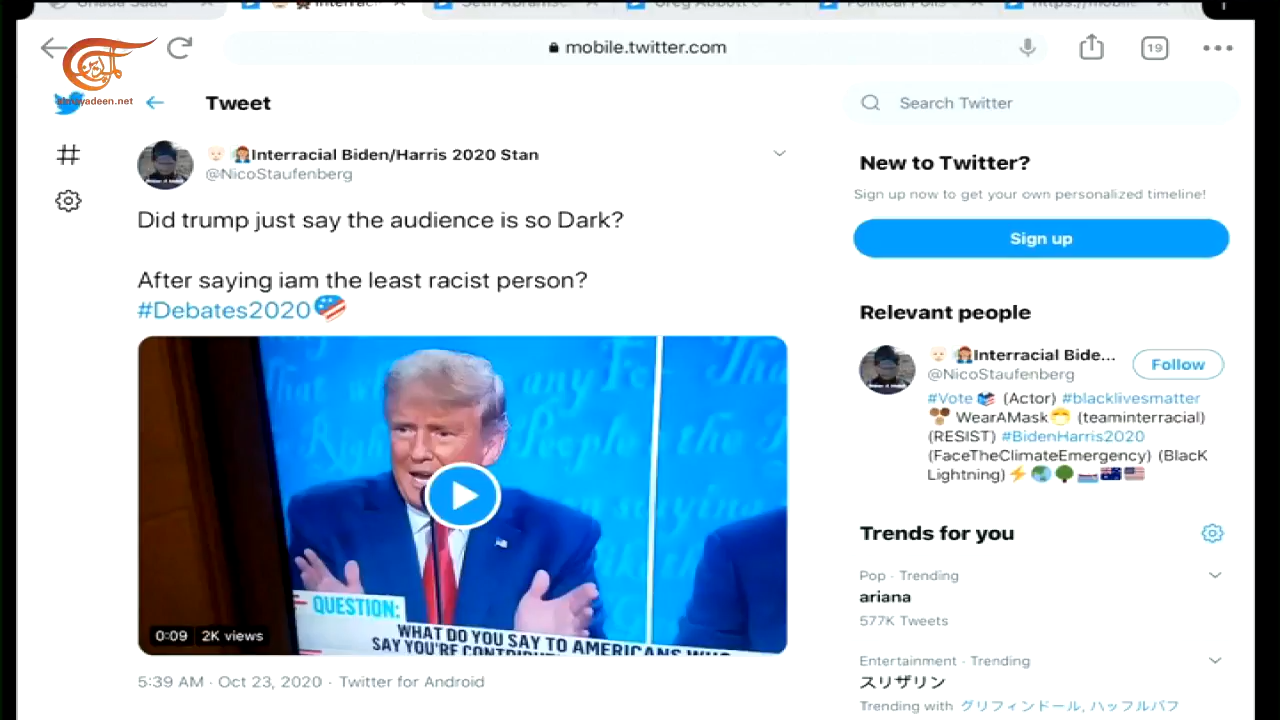 mobile.twitter.com
19
almayadeen.net
Tweet
Search Twitter
Interracial Biden/Harris 2020 Stan
@NicoStaufenberg
Did trump just say the audience is so Dark?
After saying iam the least racist person?
#Debates2020
QUESTION:
WHAT DO YOU SAY TO AMERICANS WHO
SAY YOU'RE
0:09 2K views
5:39 AM · Oct 23, 2020 · Twitter for Android
New to Twitter?
Sign up now to get your own personalized timeline!
Sign up
Relevant people
Interracial Bide...
@NicoStaufenberg
Follow
#Vote (Actor) #blacklivesmatter
WearAMask (teaminterracial)
(RESIST) #BidenHarris2020
(FaceTheClimateEmergency) (BlacK
Lightning)
Trends for you
Pop · Trending
ariana
577K Tweets
Entertainment · Trending
スリザリン
Trending with グリフィンドール, ハッフルパフ